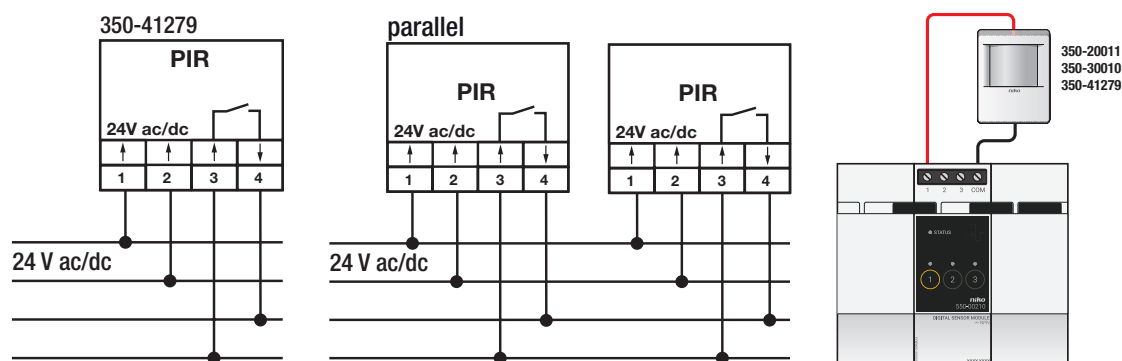 350-41279
PIR
24V ac/dc
1 2 3 4
24 V ac/dc
parallel
PIR
24V ac/dc
1 2 3 4
PIR
24V ac/dc
1 2 3 4
24 V ac/dc
350-20011
350-30010
350-41279
niko
1 2 3 COM
STATUS
1 2 3
niko
550-00210
DIGITAL SENSOR MODULE